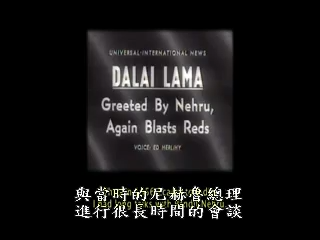 UNIVERSAL-INTERNATIONAL NEWS
DALAI LAMA
Greeted By Nehru,
Again Blasts Reds
VOICE: ED HERLIHY
與當時的尼赫魯總理
進行很長時間的會談